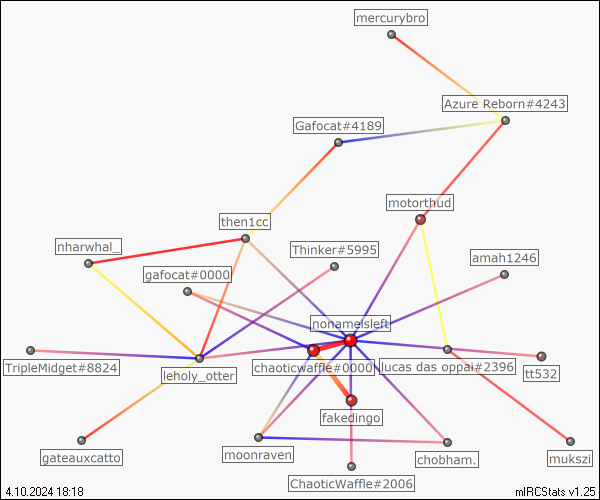 mercurybro
Azure Reborn#4243
Gafocat#4189
motorthud
then1cc
nharwhal_
Thinker#5995
amah1246
gafocat#0000
nonameisleft
TripleMidget#8824
leholy_otter
chaoticwaffle#0000
lucas das oppai#2396
tt532
fakedingo
gateauxcatto
moonraven
chobham.
mukszi
ChaoticWaffle#2006
4.10.2024 18:18
mIRCStats v1.25